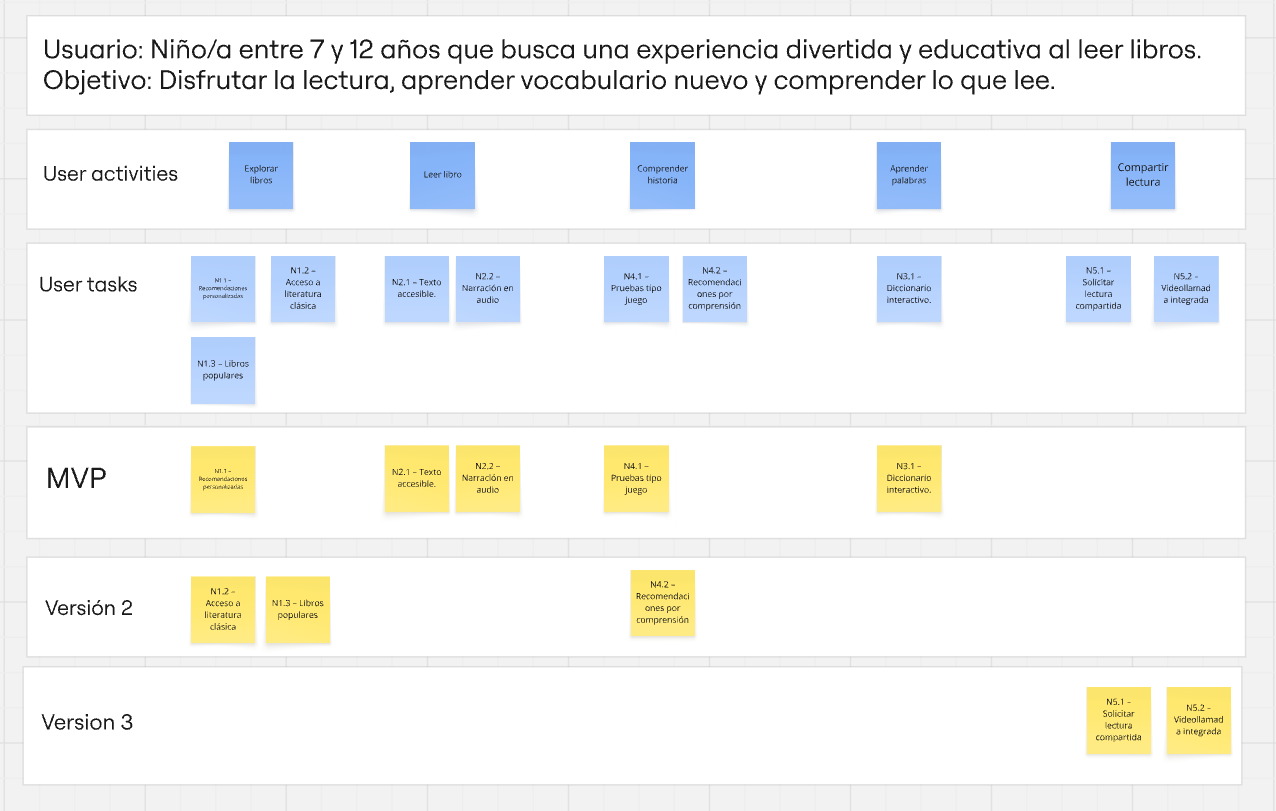 Usuario: Niño/a entre 7 y 12 años que busca una experiencia divertida y educativa al leer libros.
Objetivo: Disfrutar la lectura, aprender vocabulario nuevo y comprender lo que lee.
User activities
Explorar
libros
Leer libro
Comprender
historia
Aprender
palabras
Compartir
lectura
User tasks
N1.1 –
Recomendaciones
personalizadas
N1.2 –
Acceso a
literatura
clásica
N2.1 – Texto
accesible.
N2.2 –
Narración en
audio
N4.1 –
Pruebas tipo
juego
N4.2 –
Recomendaci
ones por
comprensión
N3.1 –
Diccionario
interactivo.
N5.1 –
Solicitar
lectura
compartida
N5.2 –
Videollamad
a integrada
N1.3 – Libros
populares
MVP
N1.1 –
Recomendaciones
personalizadas
N2.1 – Texto
accesible.
N2.2 –
Narración en
audio
N4.1 –
Pruebas tipo
juego
N3.1 –
Diccionario
interactivo.
Versión 2
N1.2 –
Acceso a
literatura
clásica
N1.3 – Libros
populares
N4.2 –
Recomendaci
ones por
comprensión
Version 3
N5.1 –
Solicitar
lectura
compartida
N5.2 –
Videollamad
a integrada